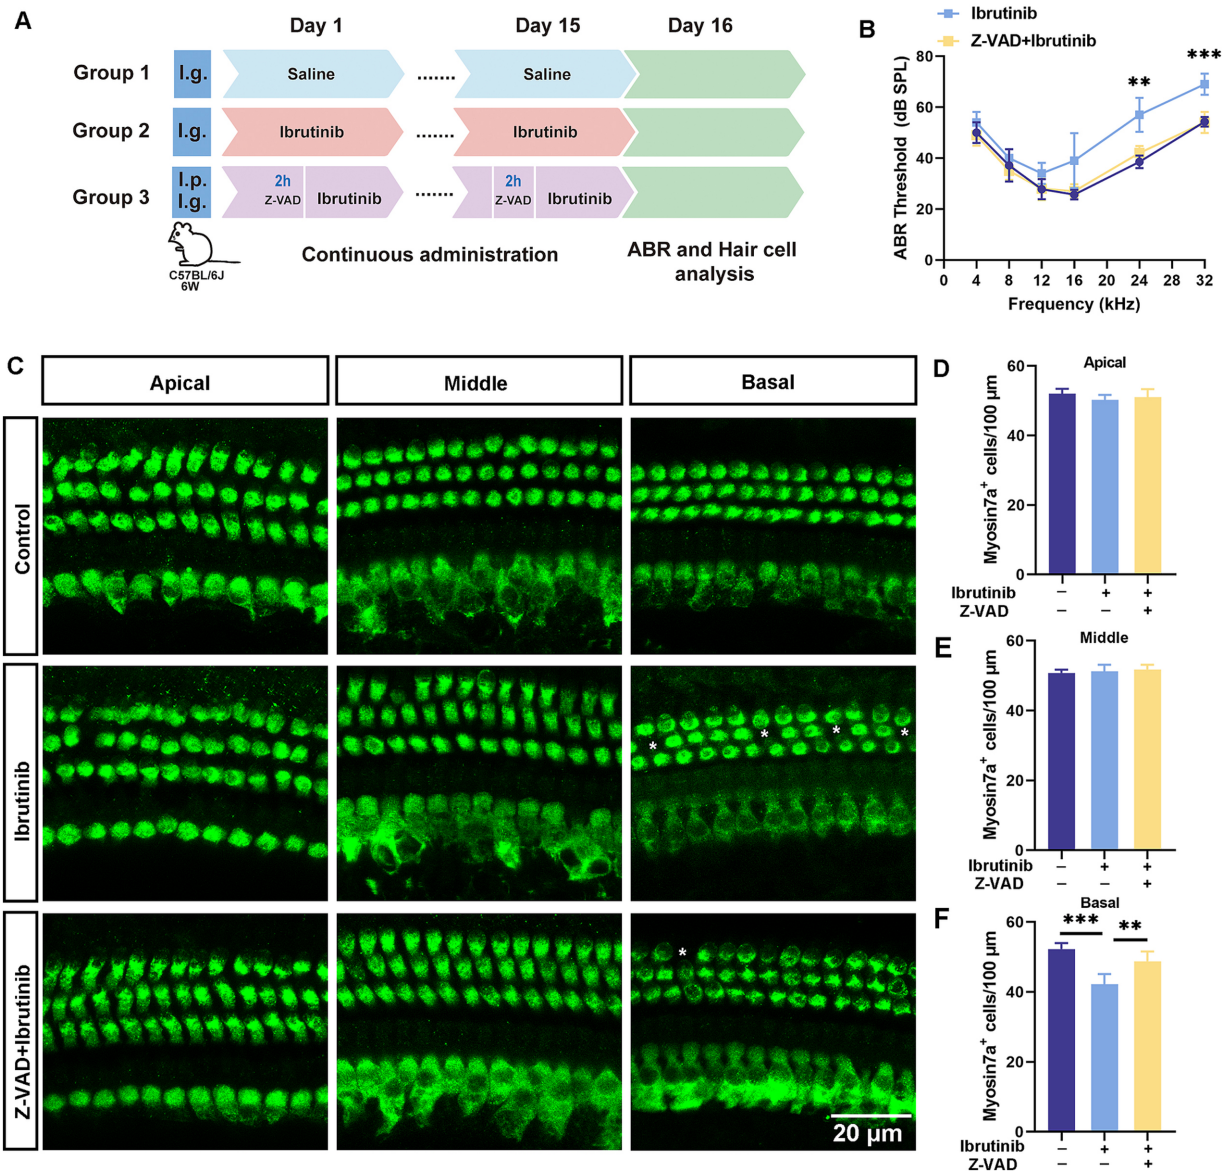 A
Day 1
Day 15
Day 16
Group 1
I.g.
Saline
.......
Saline
Group 2
I.g.
Ibrutinib
.......
Ibrutinib
Group 3
I.p.
I.g.
2h
Z-VAD
Ibrutinib
.......
2h
Z-VAD
Ibrutinib
C57BL/6J
6W
Continuous administration
ABR and Hair cell
analysis
B
Ibrutinib
Z-VAD+Ibrutinib
ABR Threshold (dB SPL)
80
60
40
20
0
** ***
0 4 8 12 16 20 24 28 32
Frequency (kHz)
C
Apical
Middle
Basal
Control
Ibrutinib
* * * *
Z-VAD+Ibrutinib
*
20 μm
D
Apical
Myosin7a+ cells/100 μm
60
40
20
0
Ibrutinib − + +
Z-VAD − − +
E
Middle
Myosin7a+ cells/100 μm
60
40
20
0
Ibrutinib − + +
Z-VAD − − +
F
Basal
Myosin7a+ cells/100 μm
60
40
20
0
*** **
Ibrutinib − + +
Z-VAD − − +